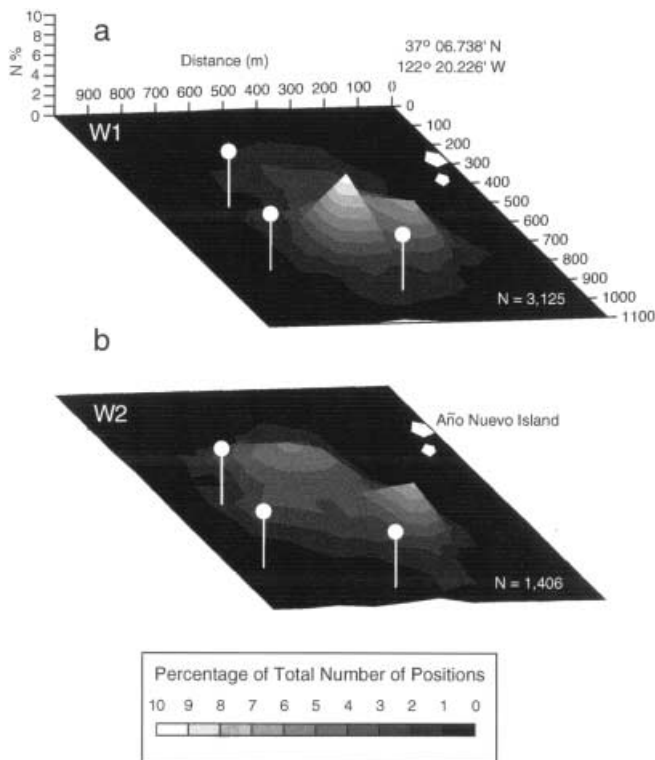 a
10
8
6
4
2
0
N %
Distance (m)
37º 06.738' N
122º 20.226' W
900 800 700 600 500 400 300 200 100 0
0
100
200
300
400
500
600
700
800
900
1000
1100
W1
N = 3,125
b
W2
Año Nuevo Island
N = 1,406
Percentage of Total Number of Positions
10 9 8 7 6 5 4 3 2 1 0